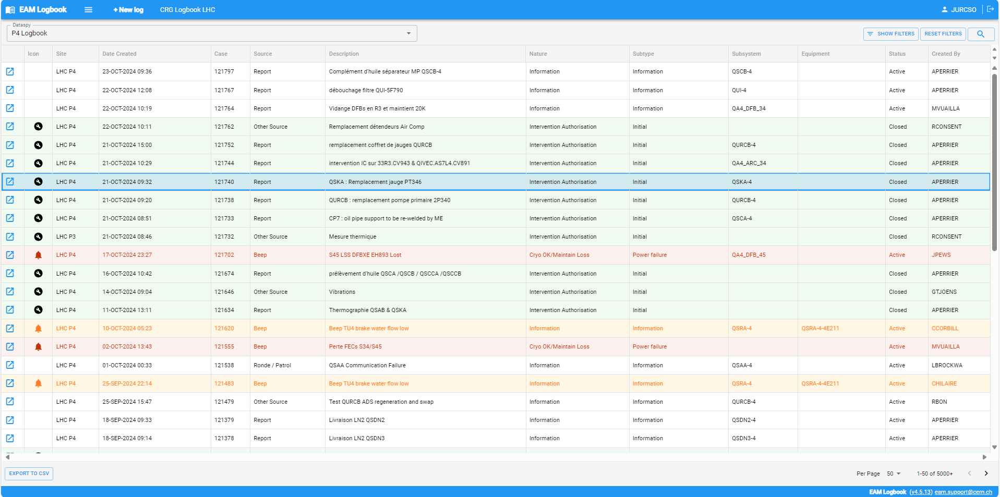 EAM Logbook + New log CRG Logbook LHC JURCSO
Dataspy
P4 Logbook SHOW FILTERS RESET FILTERS
Icon Site Date Created Case Source Description Nature Subtype Subsystem Equipment Status Created By
LHC P4 23-OCT-2024 09:36 121797 Report Complément d'huile séparateur MP QSCB-4 Information Information QSCB-4 Active APERRIER
LHC P4 22-OCT-2024 12:08 121767 Report débouchage filtre QUI-5F790 Information Information QUI-4 Active APERRIER
LHC P4 22-OCT-2024 10:19 121764 Report Vidange DFBs en R3 et maintient 20K Information Information QA4_DFB_34 Active MVUAILLA
LHC P4 22-OCT-2024 10:11 121762 Other Source Remplacement détendeurs Air Comp Intervention Authorisation Initial Closed RCONSENT
LHC P4 21-OCT-2024 15:00 121752 Report remplacement coffret de jauges QURCB Intervention Authorisation Initial QURCB-4 Closed APERRIER
LHC P4 21-OCT-2024 10:29 121744 Report intervention IC sur 33R3.CV943 & QIVEC.AS7L4.CV891 Intervention Authorisation Initial QA4_ARC_34 Closed APERRIER
LHC P4 21-OCT-2024 09:32 121740 Report QSKA : Remplacement jauge PT346 Intervention Authorisation Initial QSKA-4 Closed APERRIER
LHC P4 21-OCT-2024 09:20 121738 Report QURCB : remplacement pompe primaire 2P340 Intervention Authorisation Initial QURCB-4 Closed APERRIER
LHC P4 21-OCT-2024 08:51 121733 Report CP7 : oil pipe support to be re-welded by ME Intervention Authorisation Initial QSCA-4 Closed APERRIER
LHC P3 21-OCT-2024 08:46 121732 Other Source Mesure thermique Intervention Authorisation Initial Closed RCONSENT
LHC P4 17-OCT-2024 23:27 121702 Beep S45 LSS DFBXE EH893 Lost Cryo OK/Maintain Loss Power failure QA4_DFB_45 Active JPEWS
LHC P4 16-OCT-2024 10:42 121674 Report prélèvement d'huile QSCA /QSCB / QSCCA /QSCCB Intervention Authorisation Initial Closed APERRIER
LHC P4 14-OCT-2024 09:04 121646 Other Source Vibrations Intervention Authorisation Initial Closed GTJOENS
LHC P4 11-OCT-2024 13:11 121634 Report Thermographie QSAB & QSKA Intervention Authorisation Initial Closed APERRIER
LHC P4 10-OCT-2024 05:23 121620 Beep Beep TU4 brake water flow low Information Information QSRA-4 QSRA-4-4E211 Active CCORBILL
LHC P4 02-OCT-2024 13:43 121555 Beep Perte FECs S34/S45 Cryo OK/Maintain Loss Power failure Active MVUAILLA
LHC P4 01-OCT-2024 00:33 121538 Ronde / Patrol QSAA Communication Failure Information Information QSAA-4 Active LBROCKWA
LHC P4 25-SEP-2024 22:14 121483 Beep Beep TU4 brake water flow low Information Information QSRA-4 QSRA-4-4E211 Active CHILAIRE
LHC P4 25-SEP-2024 15:47 121479 Other Source Test QURCB ADS regeneration and swap Information Information QURCB-4 Active RBON
LHC P4 18-SEP-2024 09:33 121379 Report Livraison LN2 QSDN2 Information Information QSDN2-4 Active APERRIER
LHC P4 18-SEP-2024 09:14 121378 Report Livraison LN2 QSDN3 Information Information QSDN3-4 Active APERRIER
EXPORT TO CSV Per Page 50 1-50 of 5000+
EAM Logbook (v4.5.13) eam.support@cern.ch